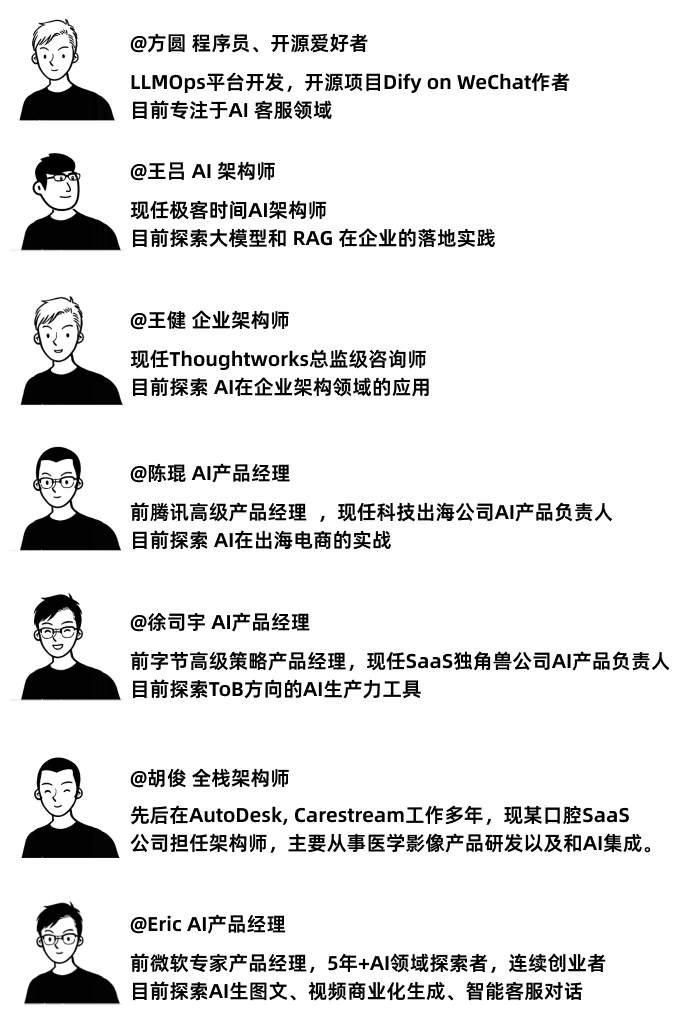 @方圆 程序员、开源爱好者
LLMOps平台开发，开源项目Dify on WeChat作者
目前专注于AI 客服领域
@王吕 AI 架构师
现任极客时间AI架构师
目前探索大模型和 RAG 在企业的落地实践
@王健 企业架构师
现任Thoughtworks总监级咨询师
目前探索 AI在企业架构领域的应用
@陈琨 AI产品经理
前腾讯高级产品经理 ，现任科技出海公司AI产品负责人
目前探索 AI在出海电商的实战
@徐司宇 AI产品经理
前字节高级策略产品经理，现任SaaS独角兽公司AI产品负责人
目前探索ToB方向的AI生产力工具
@胡俊 全栈架构师
先后在AutoDesk, Carestream工作多年，现某口腔SaaS
公司担任架构师，主要从事医学影像产品研发以及和AI集成。
@Eric AI产品经理
前微软专家产品经理，5年+AI领域探索者，连续创业者
目前探索AI生图文、视频商业化生成、智能客服对话